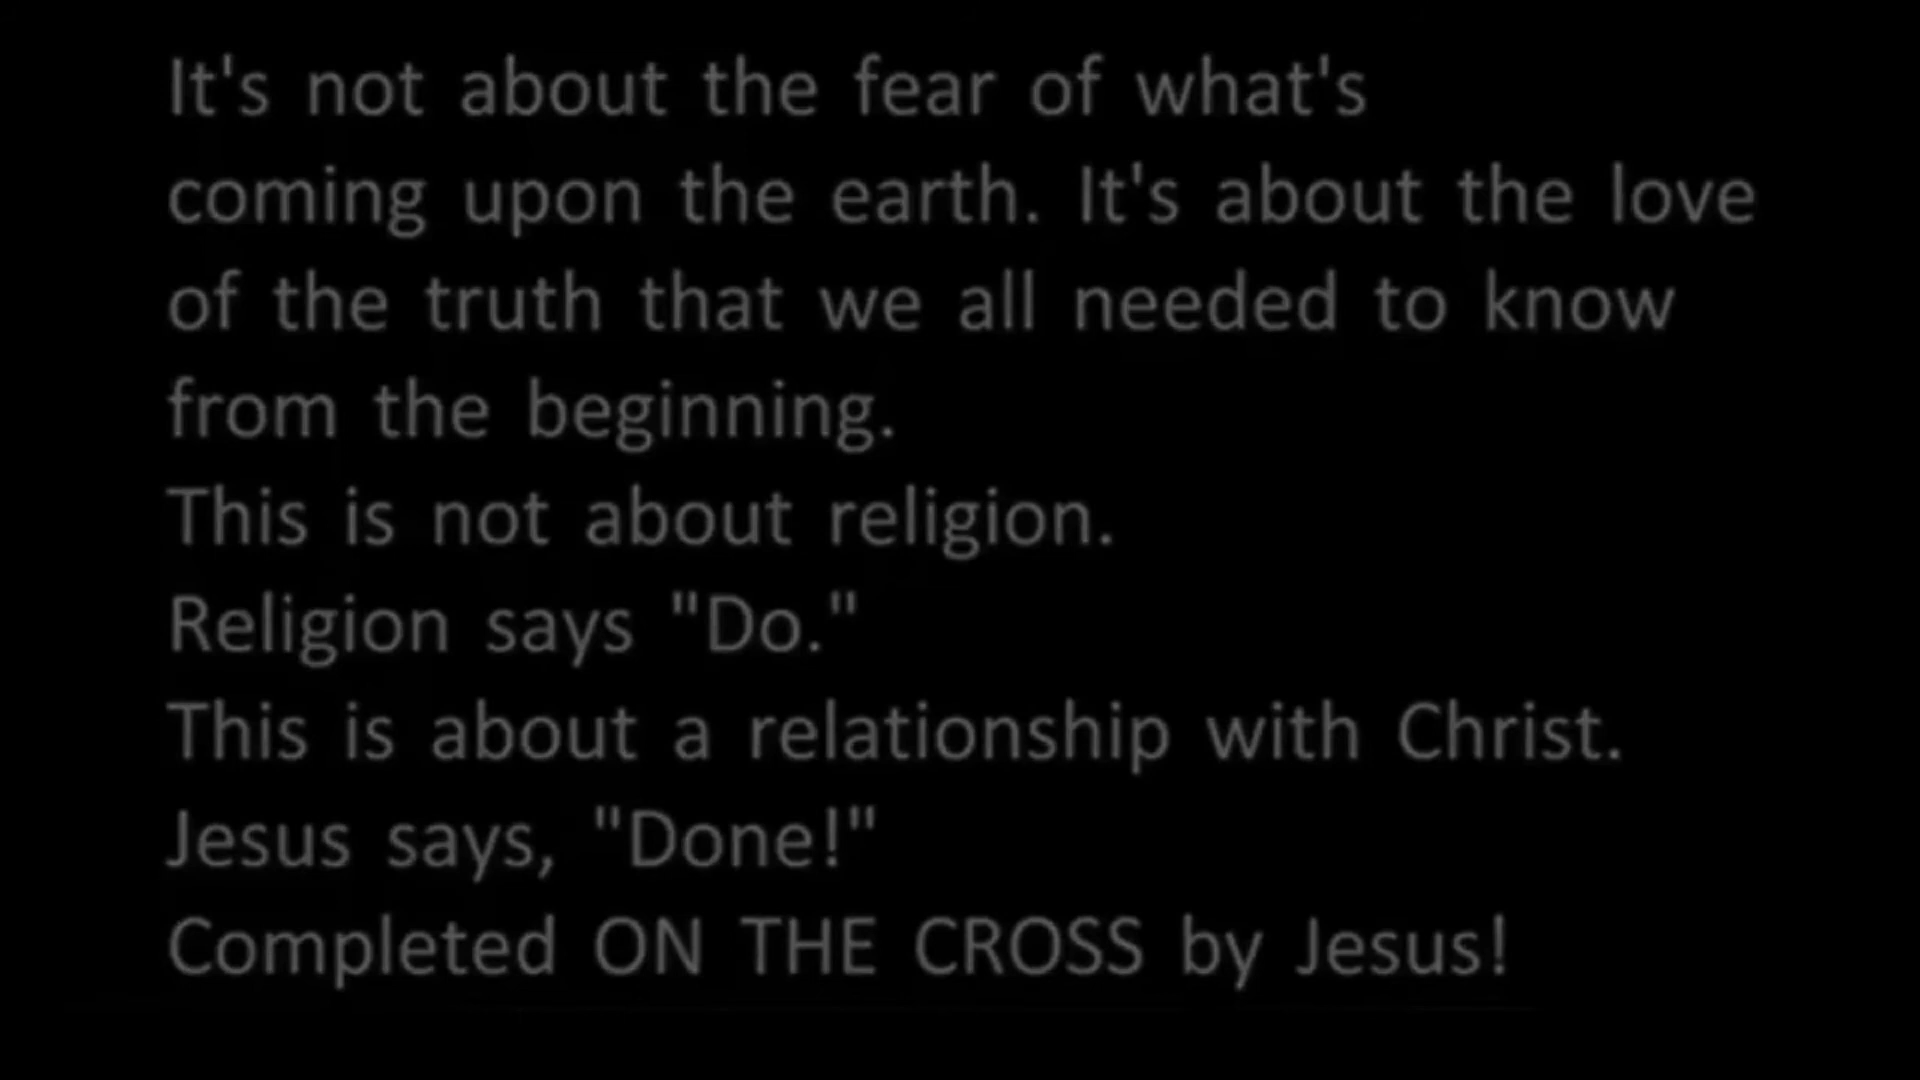 It's not about the fear of what's
coming upon the earth. It's about the love
of the truth that we all needed to know
from the beginning.
This is not about religion.
Religion says "Do."
This is about a relationship with Christ.
Jesus says, "Done!"
Completed ON THE CROSS by Jesus!